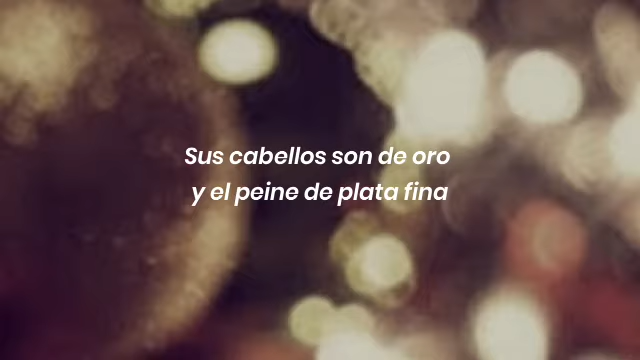 Sus cabellos son de oro
y el peine de plata fina